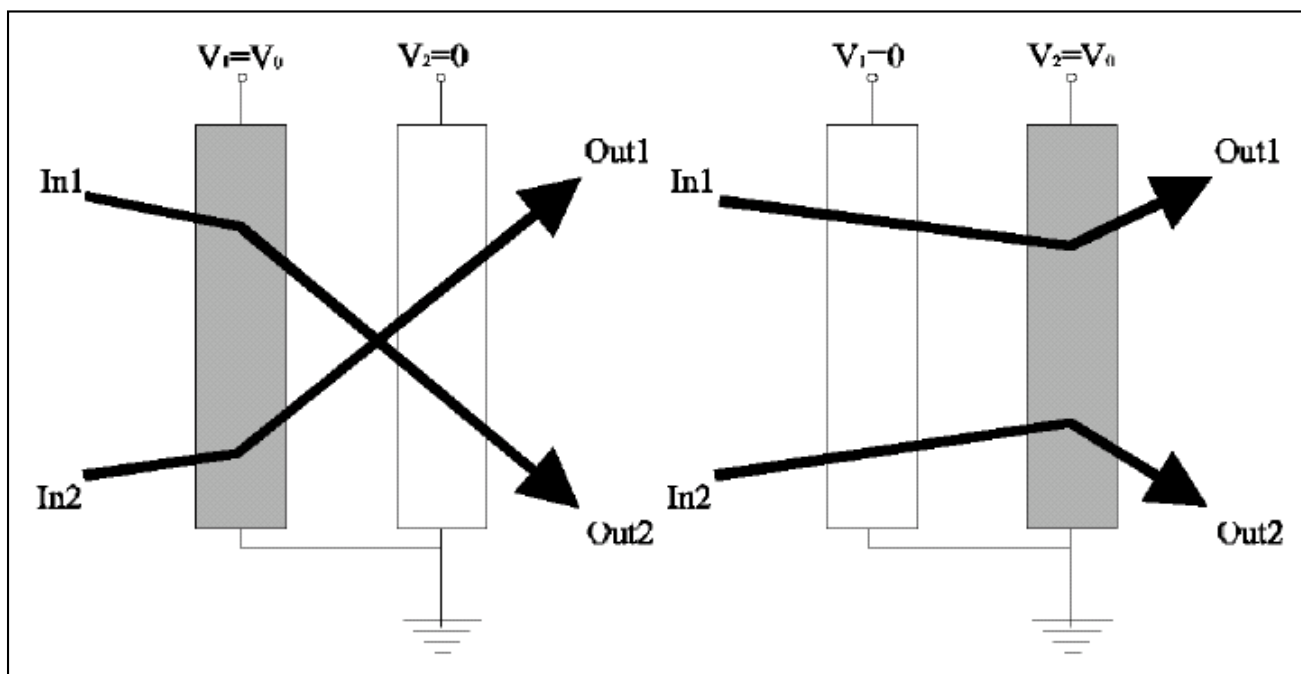 V₁=V₀ V₂=0
In1
In2
Out1
Out2
V₁=0 V₂=V₀
In1
In2
Out1
Out2